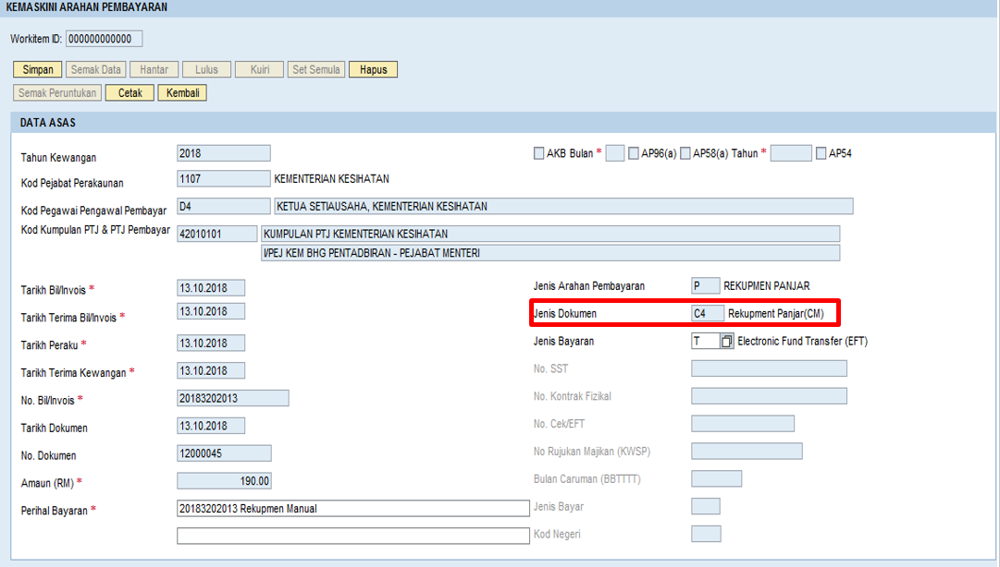 KEMASKINI ARAHAN PEMBAYARAN
Workitem ID: 000000000000
Simpan Semak Data Hantar Lulus Kuiri Set Semula Hapus
Semak Peruntukan Cetak Kembali
DATA ASAS
Tahun Kewangan 2018 AKB Bulan * AP96(a) AP58(a) Tahun * AP54
Kod Pejabat Perakaunan 1107 KEMENTERIAN KESIHATAN
Kod Pegawai Pengawal Pembayar D4 KETUA SETIAUSAHA, KEMENTERIAN KESIHATAN
Kod Kumpulan PTJ & PTJ Pembayar 42010101 KUMPULAN PTJ KEMENTERIAN KESIHATAN
I/PEJ KEM BHG PENTADBIRAN - PEJABAT MENTERI
Tarikh Bil/Invois * 13.10.2018 Jenis Arahan Pembayaran P REKUPMEN PANJAR
Tarikh Terima Bil/Invois * 13.10.2018 Jenis Dokumen C4 Rekupment Panjar(CM)
Tarikh Peraku * 13.10.2018 Jenis Bayaran T Electronic Fund Transfer (EFT)
Tarikh Terima Kewangan * 13.10.2018 No. SST
No. Bil/Invois * 20183202013 No. Kontrak Fizikal
Tarikh Dokumen 13.10.2018 No. Cek/EFT
No. Dokumen 12000045 No Rujukan Majikan (KWSP)
Amaun (RM) * 190.00 Bulan Caruman (BBTTTT)
Perihal Bayaran * 20183202013 Rekupmen Manual Jenis Bayar
Kod Negeri